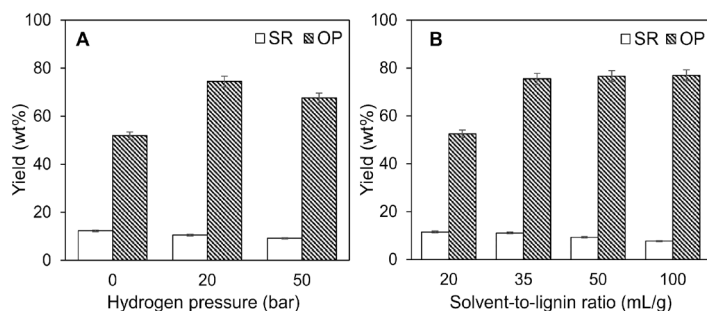 A
SR OP
Yield (wt%)
100
80
60
40
20
0
0 20 50
Hydrogen pressure (bar)
B
SR OP
Yield (wt%)
100
80
60
40
20
0
20 35 50 100
Solvent-to-lignin ratio (mL/g)